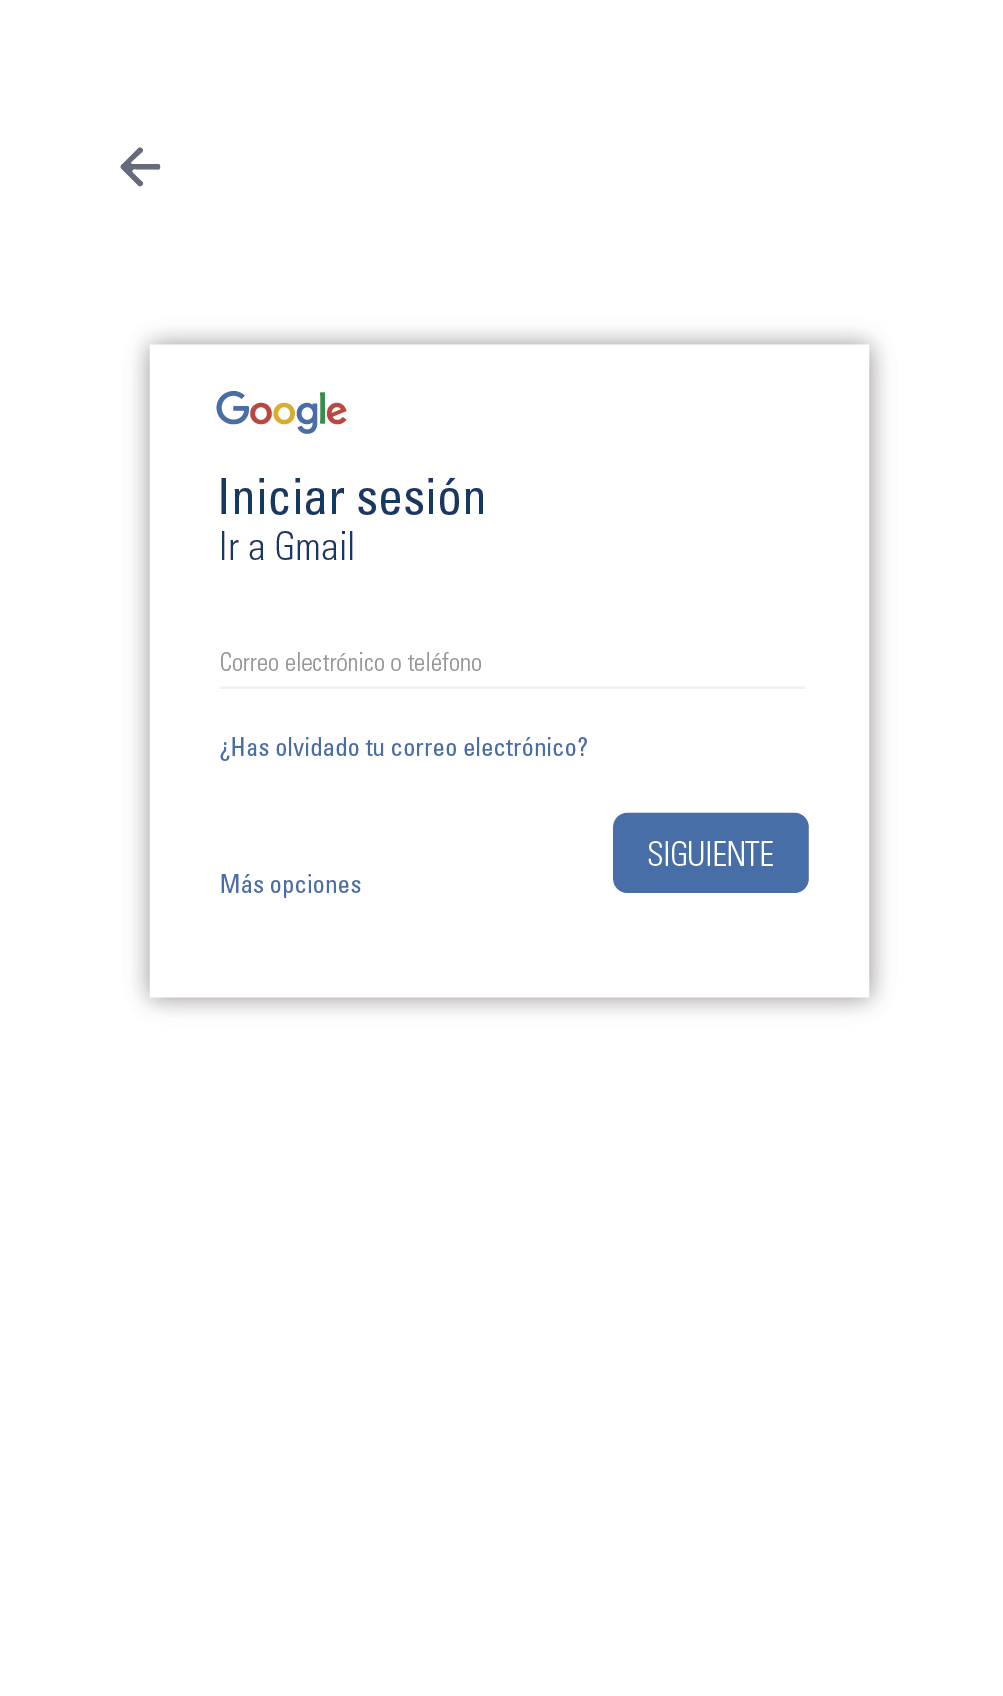 Google
Iniciar sesión
Ir a Gmail
Correo electrónico o teléfono
¿Has olvidado tu correo electrónico?
SIGUIENTE
Más opciones